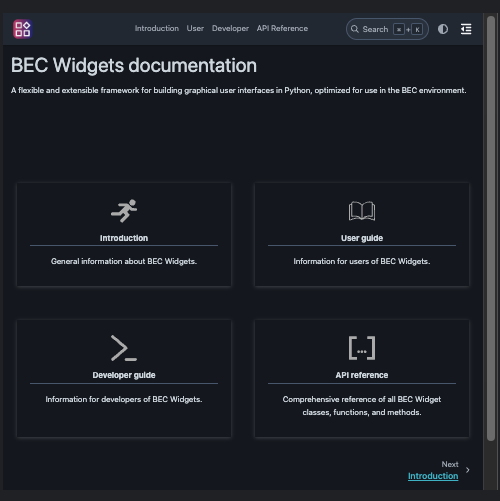 Introduction User Developer API Reference Search ⌘ + K
BEC Widgets documentation
A flexible and extensible framework for building graphical user interfaces in Python, optimized for use in the BEC environment.
Introduction
General information about BEC Widgets.
User guide
Information for users of BEC Widgets.
Developer guide
Information for developers of BEC Widgets.
API reference
Comprehensive reference of all BEC Widget
classes, functions, and methods.
Next
Introduction